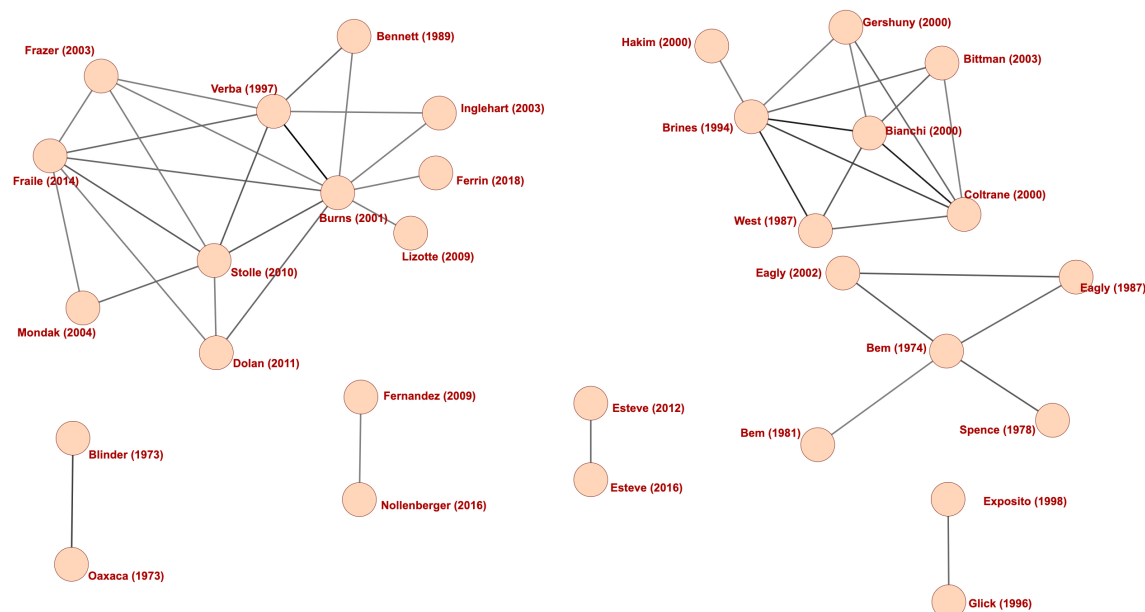 Bennett (1989)
Frazer (2003)
Verba (1997)
Inglehart (2003)
Fraile (2014)
Ferrin (2018)
Burns (2001)
Lizotte (2009)
Stolle (2010)
Mondak (2004)
Dolan (2011)
Gershuny (2000)
Hakim (2000)
Bittman (2003)
Brines (1994)
Bianchi (2000)
Coltrane (2000)
West (1987)
Eagly (2002)
Eagly (1987)
Bem (1974)
Bem (1981)
Spence (1978)
Fernandez (2009)
Nollenberger (2016)
Esteve (2012)
Esteve (2016)
Blinder (1973)
Oaxaca (1973)
Exposito (1998)
Glick (1996)